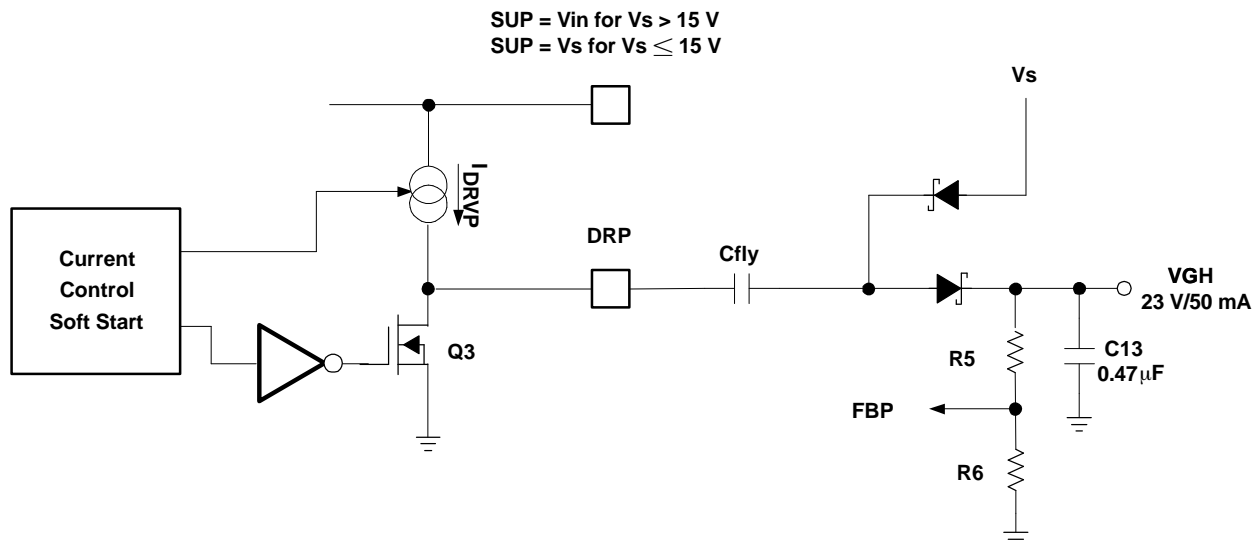 SUP = Vin for Vs > 15 V
SUP = Vs for Vs ≤ 15 V
Vs
IDRVP
Current
Control
Soft Start
DRP
Cfly
VGH
23 V/50 mA
Q3
R5
C13
0.47µF
FBP
R6